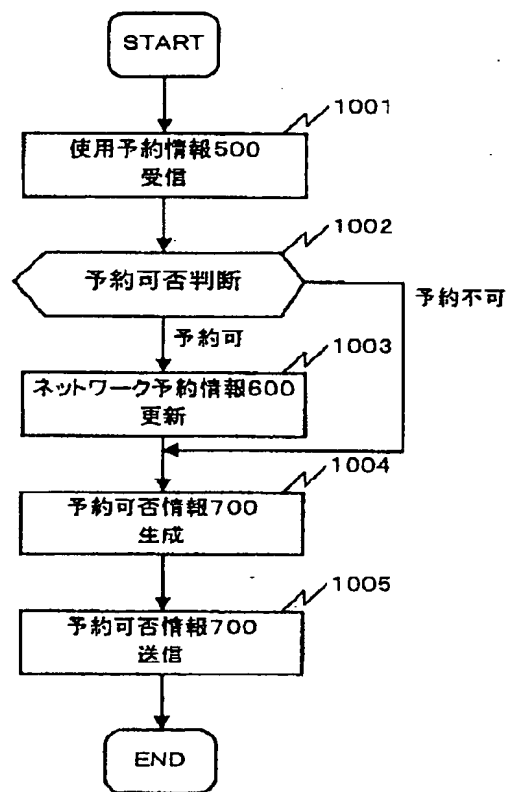 START
1001
使用予約情報500
受信
1002
予約可否判断
予約不可
予約可
1003
ネットワーク予約情報600
更新
1004
予約可否情報700
生成
1005
予約可否情報700
送信
END